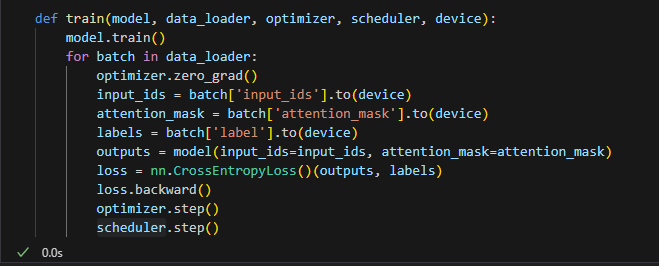 def train(model, data_loader, optimizer, scheduler, device):
    model.train()
    for batch in data_loader:
        optimizer.zero_grad()
        input_ids = batch['input_ids'].to(device)
        attention_mask = batch['attention_mask'].to(device)
        labels = batch['label'].to(device)
        outputs = model(input_ids=input_ids, attention_mask=attention_mask)
        loss = nn.CrossEntropyLoss()(outputs, labels)
        loss.backward()
        optimizer.step()
        scheduler.step()
0.0s